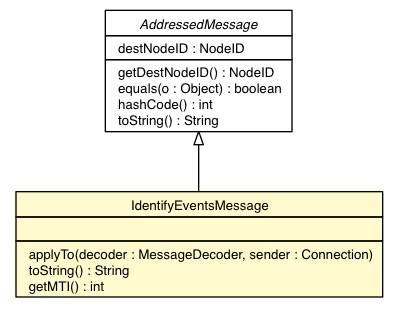 AddressedMessage
destNodeID : NodeID
getDestNodeID() : NodeID
equals(o : Object) : boolean
hashCode() : int
toString() : String
IdentifyEventsMessage
applyTo(decoder : MessageDecoder, sender : Connection)
toString() : String
getMTI() : int